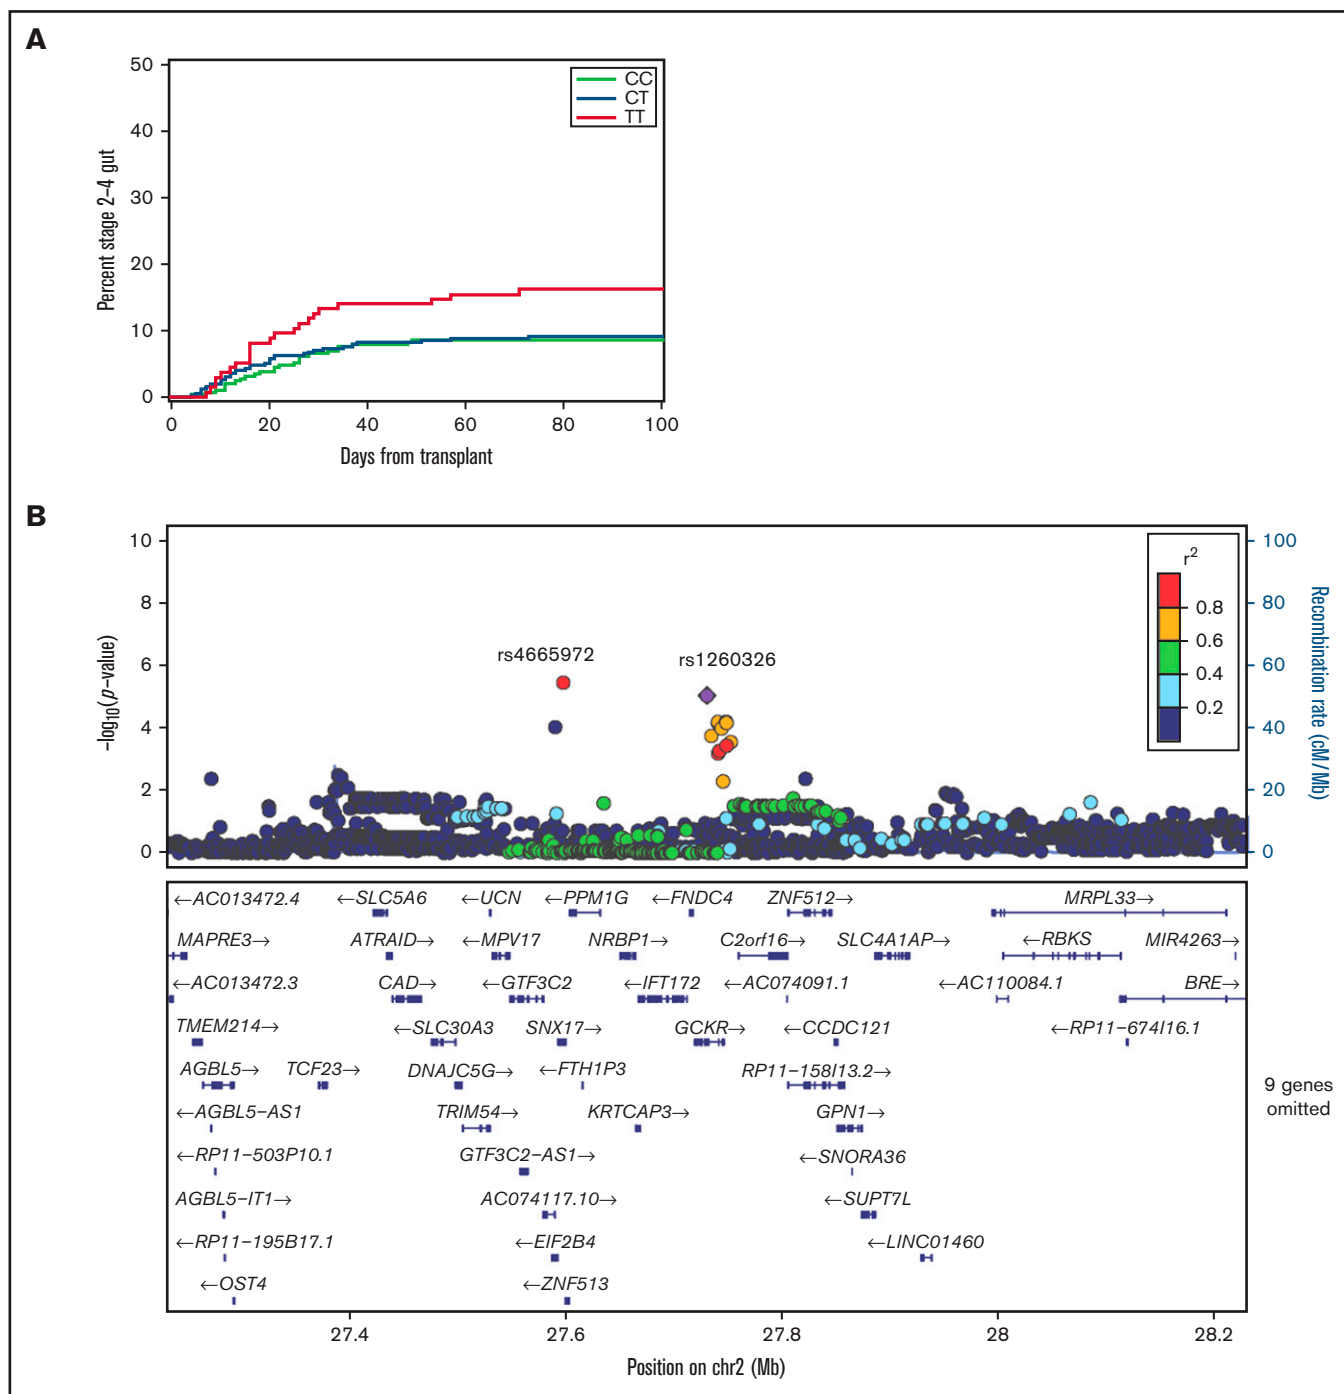 A
50
40
30
20
10
0
Percent stage 2–4 gut
CC
CT
TT
0 20 40 60 80 100
Days from transplant
B
10
8
6
4
2
0
−log10(p−value)
rs4665972
rs1260326
r2
0.8
0.6
0.4
0.2
100
80
60
40
20
0
Recombination rate (cM/Mb)
←AC013472.4 ←SLC5A6 ←UCN ←PPM1G ←FNDC4 ZNF512→ MRPL33→
MAPRE3→ ATRAID→ ←MPV17 NRBP1→ C2orf16→ SLC4A1AP→ ←RBKS MIR4263→
←AC013472.3 CAD→ ←GTF3C2 ←IFT172 ←AC074091.1 ←AC110084.1 BRE→
TMEM214→ ←SLC30A3 SNX17→ GCKR→ ←CCDC121 ←RP11−674I16.1
AGBL5→ TCF23→ DNAJC5G→ ←FTH1P3 RP11−158I13.2→
←AGBL5−AS1 TRIM54→ KRTCAP3→ GPN1→
←RP11−503P10.1 GTF3C2−AS1→ ←SNORA36
AGBL5−IT1→ AC074117.10→ ←SUPT7L
←RP11−195B17.1 ←EIF2B4 ←LINC01460
←OST4 ←ZNF513
9 genes
omitted
27.4 27.6 27.8 28 28.2
Position on chr2 (Mb)